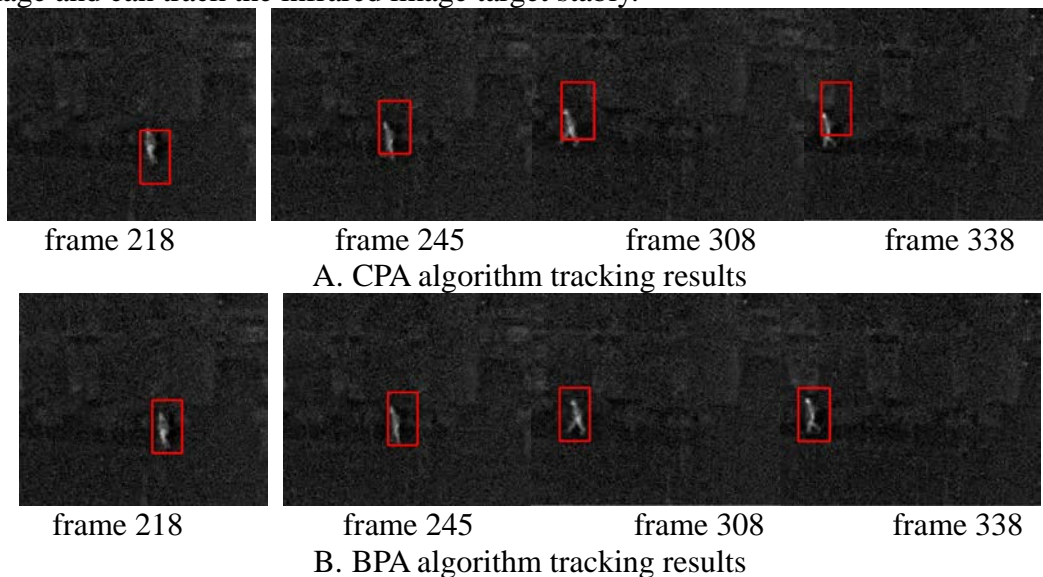 and can track the infrared image target stably.
frame 218 frame 245 frame 308 frame 338
A. CPA algorithm tracking results
frame 218 frame 245 frame 308 frame 338
B. BPA algorithm tracking results